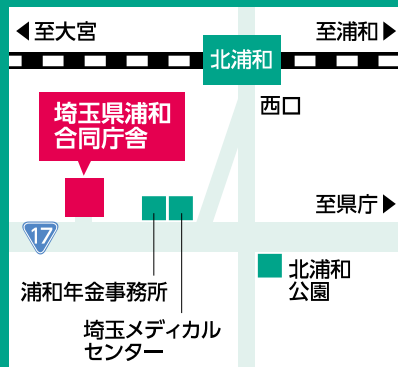 ◀至大宮
至浦和▶
北浦和
西口
埼玉県浦和
合同庁舎
至県庁▶
17
北浦和
公園
浦和年金事務所
埼玉メディカル
センター